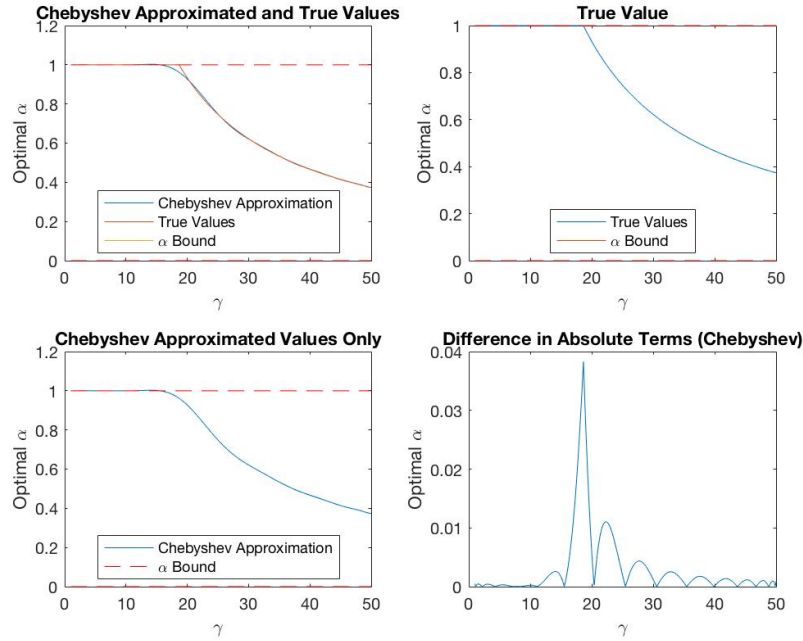 Chebyshev Approximated and True Values
1.2
1
0.8
0.6
0.4
0.2
0
Optimal α
Chebyshev Approximation
True Values
α Bound
0 10 20 30 40 50
γ
True Value
1
0.8
0.6
0.4
0.2
0
Optimal α
True Values
α Bound
0 10 20 30 40 50
γ
Chebyshev Approximated Values Only
1.2
1
0.8
0.6
0.4
0.2
0
Optimal α
Chebyshev Approximation
α Bound
0 10 20 30 40 50
γ
Difference in Absolute Terms (Chebyshev)
0.04
0.03
0.02
0.01
0
Optimal α
0 10 20 30 40 50
γ